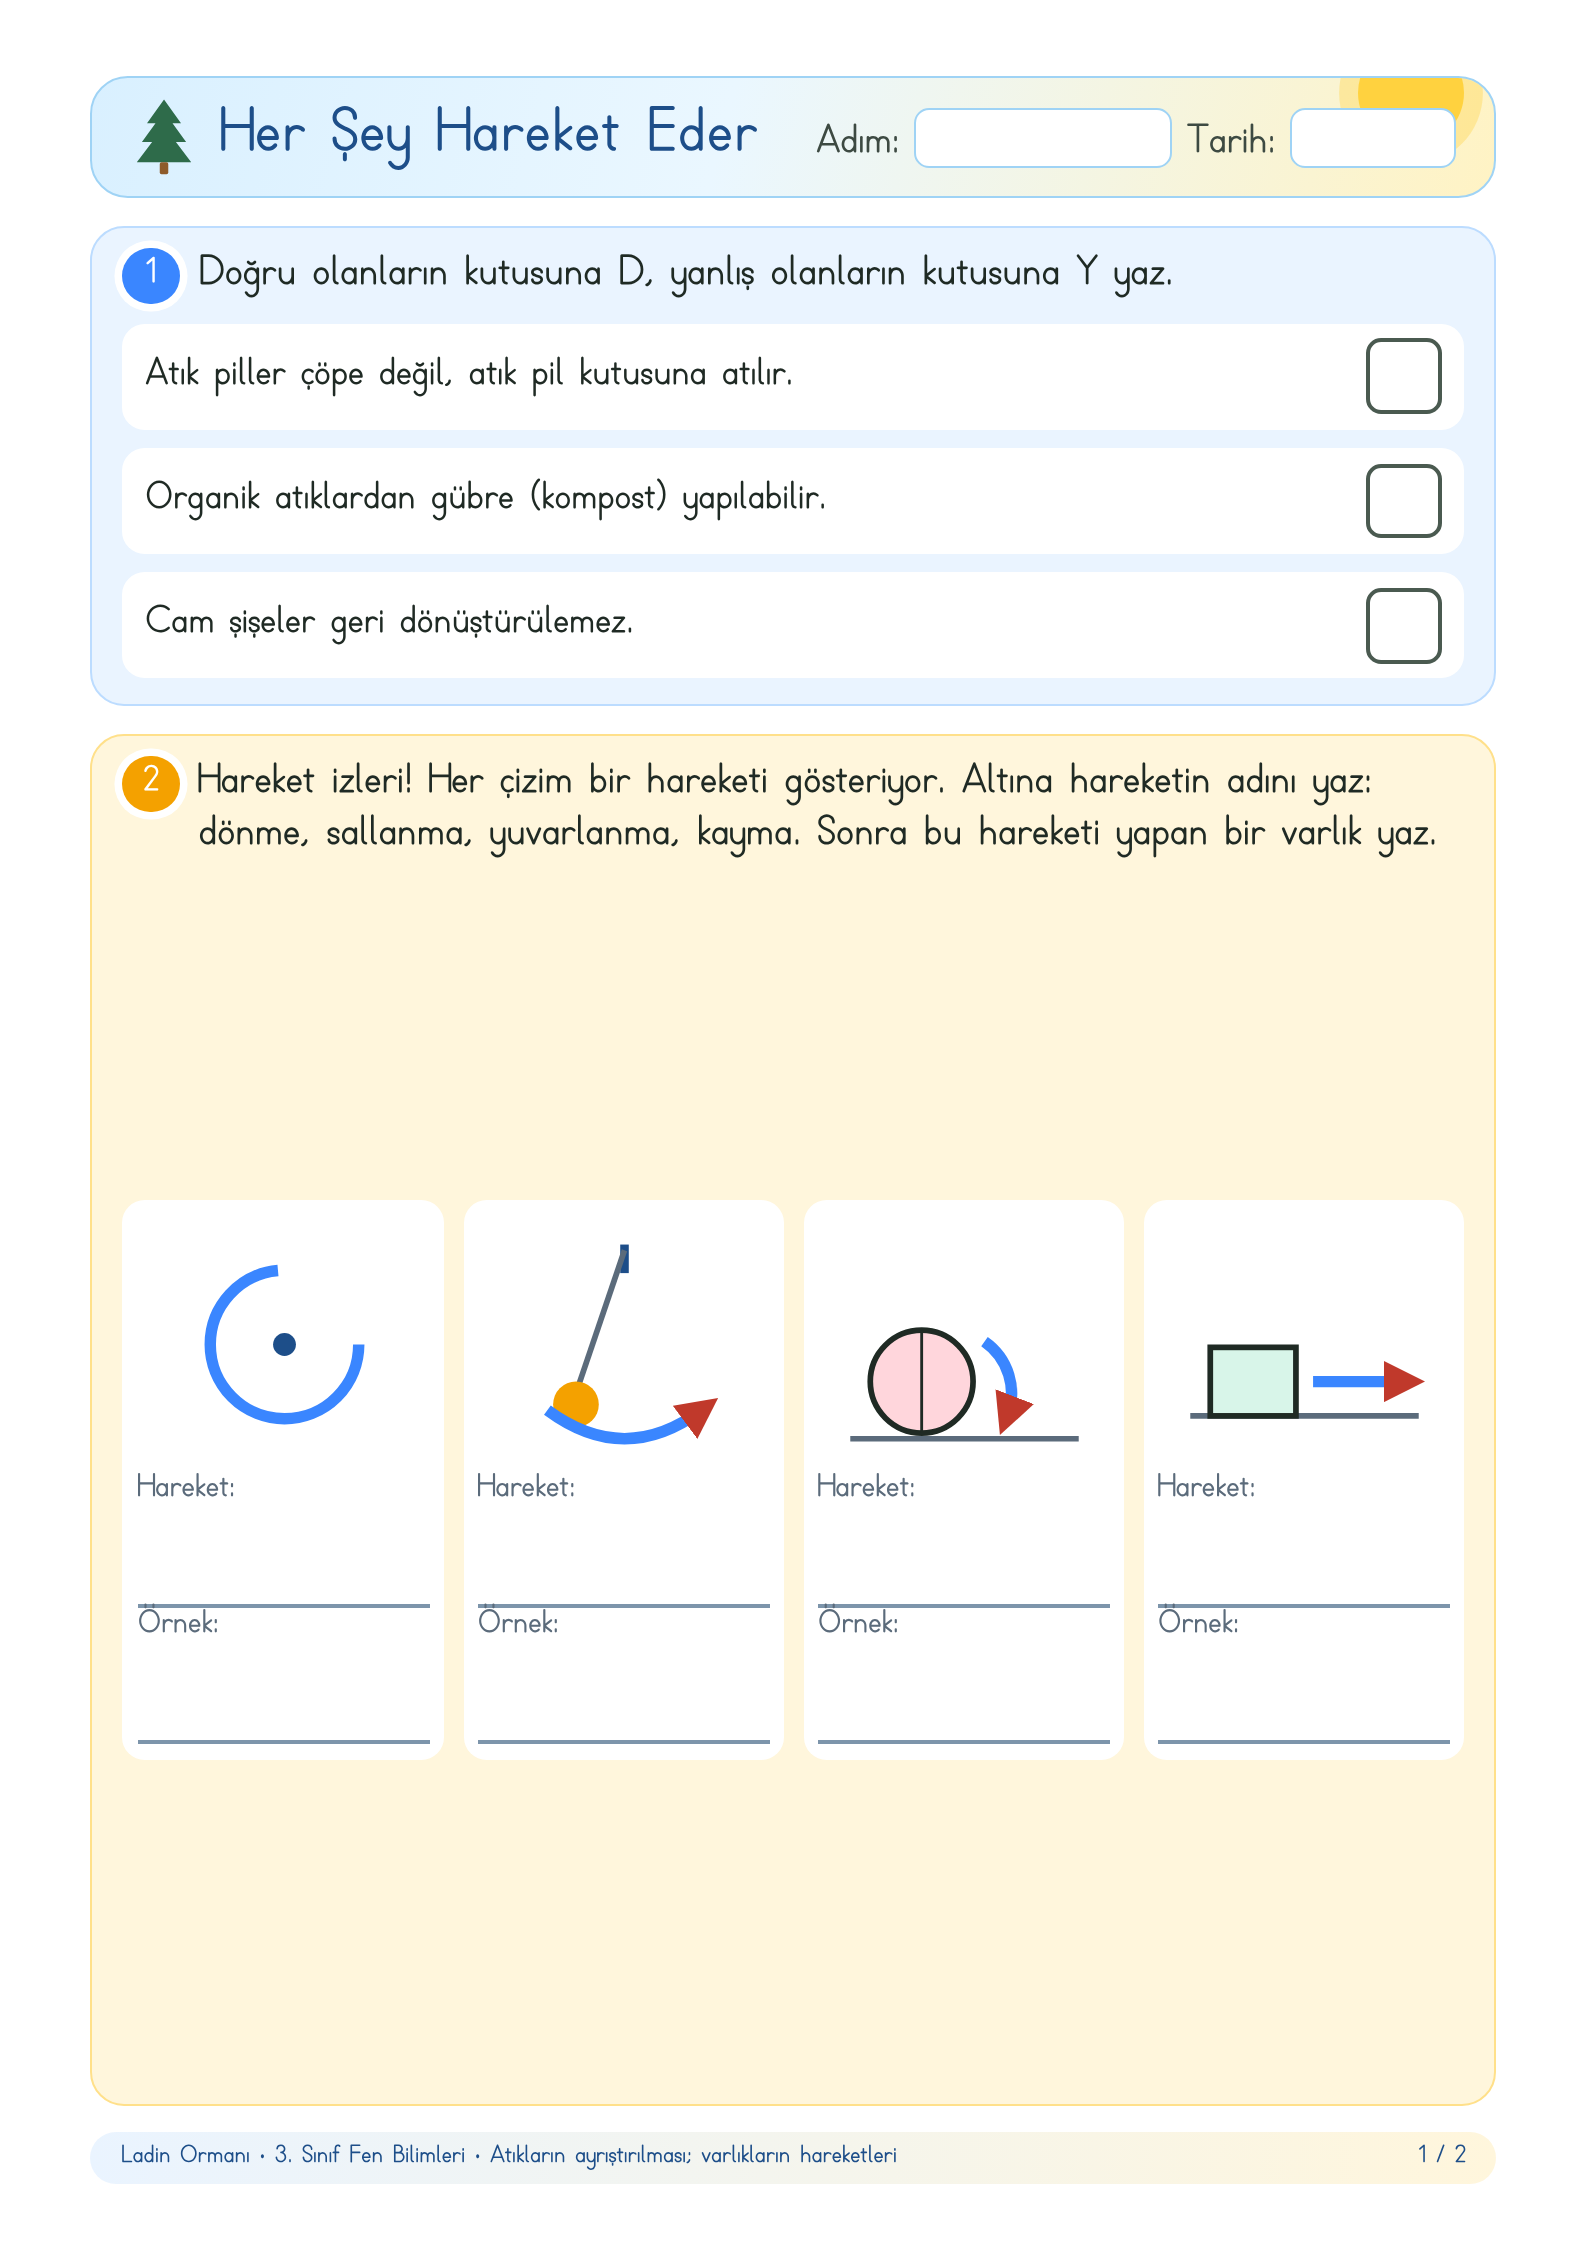 Her Şey Hareket Eder
Adım:
Tarih:
1
Doğru olanların kutusuna D, yanlış olanların kutusuna Y yaz.
Atık piller çöpe değil, atık pil kutusuna atılır.
Organik atıklardan gübre (kompost) yapılabilir.
Cam şişeler geri dönüştürülemez.
2
Hareket izleri! Her çizim bir hareketi gösteriyor. Altına hareketin adını yaz:
dönme, sallanma, yuvarlanma, kayma. Sonra bu hareketi yapan bir varlık yaz.
Hareket:
Örnek:
Hareket:
Örnek:
Hareket:
Örnek:
Hareket:
Örnek:
Ladin Ormanı • 3. Sınıf Fen Bilimleri • Atıkların ayrıştırılması; varlıkların hareketleri
1 / 2